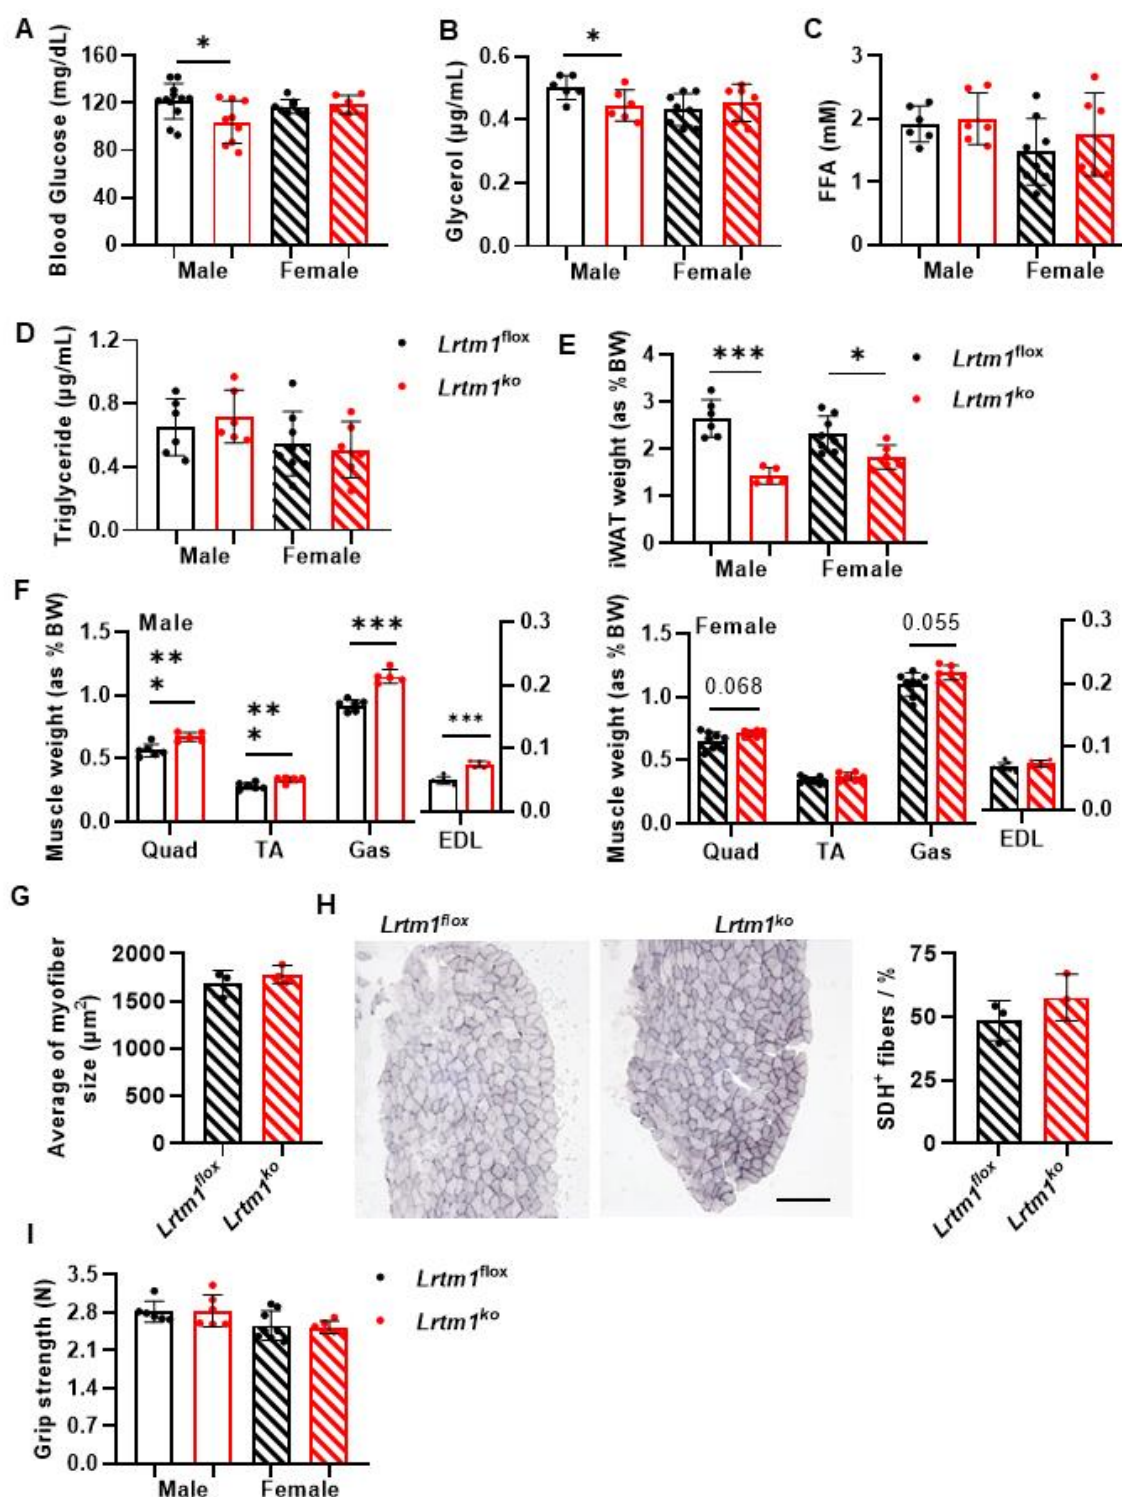 A
Blood Glucose (mg/dL)
160
120
80
40
0
*
Male
Female
B
Glycerol (µg/mL)
0.6
0.4
0.2
0.0
*
Male
Female
C
FFA (mM)
3
2
1
0
Male
Female
D
Triglyceride (µg/mL)
1.2
0.8
0.4
0.0
Male
Female
Lrtm1flox
Lrtm1ko
E
iWAT weight (as %BW)
4
3
2
1
0
***
*
Male
Female
Lrtm1flox
Lrtm1ko
F
Muscle weight (as %BW)
1.5
1.0
0.5
0.0
Male
**
*
**
*
***
***
0.3
0.2
0.1
0.0
Quad
TA
Gas
EDL
Muscle weight (as %BW)
1.5
1.0
0.5
0.0
Female
0.068
0.055
0.3
0.2
0.1
0.0
Quad
TA
Gas
EDL
G
Average of myofiber
size (µm2)
2000
1500
1000
500
0
Lrtm1flox
Lrtm1ko
H
Lrtm1flox
Lrtm1ko
SDH+ fibers / %
75
50
25
0
Lrtm1flox
Lrtm1ko
I
Grip strength (N)
3.5
2.8
2.1
1.4
0.7
0.0
Male
Female
Lrtm1flox
Lrtm1ko